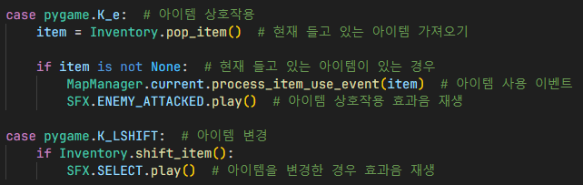 case pygame.K_e:  # 아이템 상호작용
    item = Inventory.pop_item()  # 현재 들고 있는 아이템 가져오기

    if item is not None:  # 현재 들고 있는 아이템이 있는 경우
        MapManager.current.process_item_use_event(item)  # 아이템 사용 이벤트
        SFX.ENEMY_ATTACKED.play()  # 아이템 상호작용 효과음 재생

case pygame.K_LSHIFT:  # 아이템 변경
    if Inventory.shift_item():
        SFX.SELECT.play()  # 아이템을 변경한 경우 효과음 재생